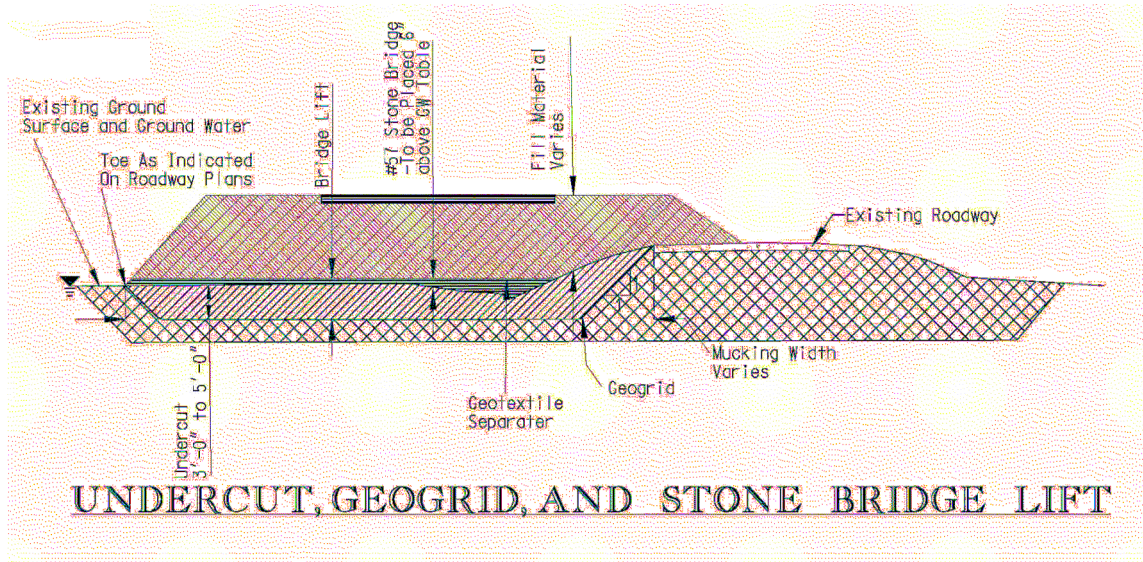 Existing Ground
Surface and Ground Water
Toe As Indicated
On Roadway Plans
Bridge Lift
#57 Stone Bridge
-To be Placed 6"
above GW Table
Fill Material
Varies
Existing Roadway
Undercut
3'-0" to 5'-0"
Geotextile
Separater
Geogrid
Mucking Width
Varies
UNDERCUT, GEOGRID, AND STONE BRIDGE LIFT